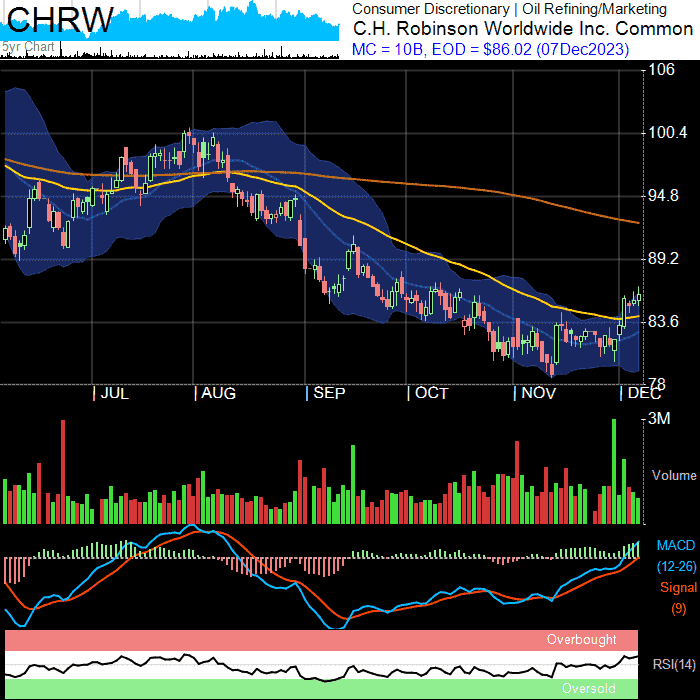 CHRW
5yr Chart
Consumer Discretionary | Oil Refining/Marketing
C.H. Robinson Worldwide Inc. Common
MC = 10B, EOD = $86.02 (07Dec2023)
106
100.4
94.8
89.2
83.6
78
JUL
AUG
SEP
OCT
NOV
DEC
3M
Volume
MACD
(12-26)
Signal
(9)
Overbought
RSI(14)
Oversold